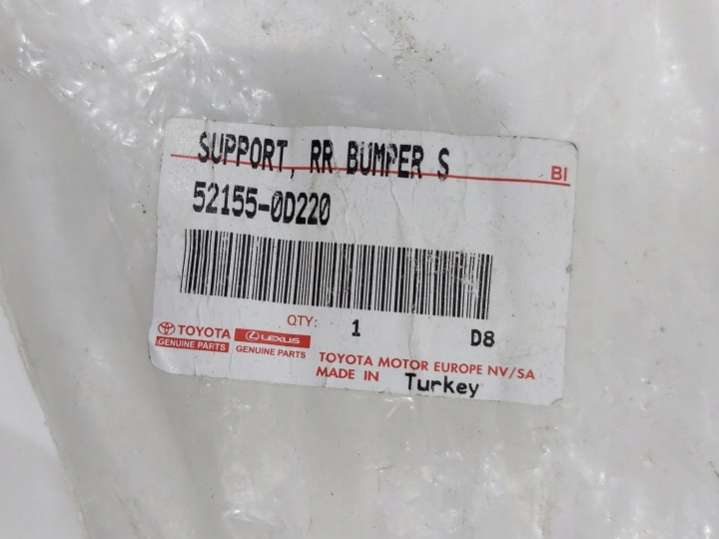 SUPPORT, RR BUMPER S
BI
52155-0D220
QTY: 1 D8
TOYOTA
GENUINE PARTS
LEXUS
GENUINE PARTS
TOYOTA MOTOR EUROPE NV/SA
MADE IN Turkey